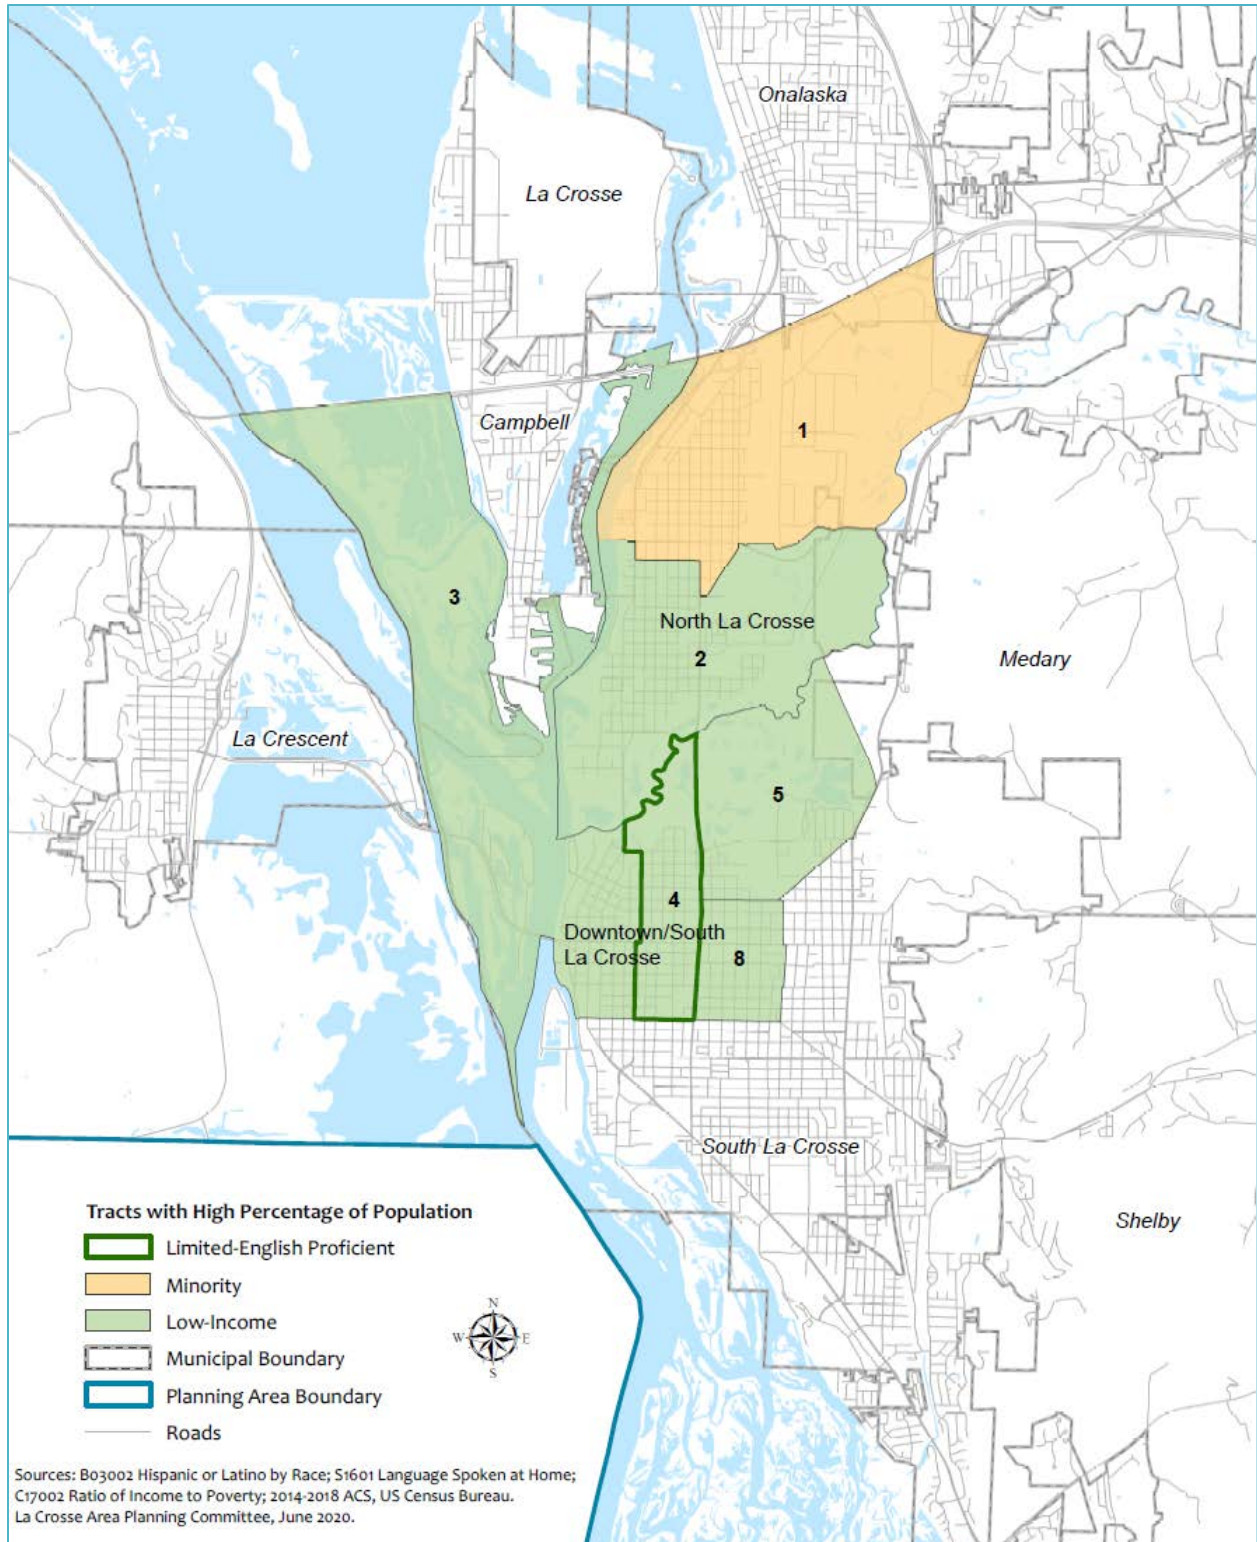 Onalaska
La Crosse
Campbell
1
3
North La Crosse
2
Medary
La Crescent
5
4
Downtown/South
La Crosse
8
South La Crosse
Shelby
Tracts with High Percentage of Population
Limited-English Proficient
Minority
Low-Income
Municipal Boundary
Planning Area Boundary
Roads
N
W E
S
Sources: B03002 Hispanic or Latino by Race; S1601 Language Spoken at Home;
C17002 Ratio of Income to Poverty; 2014-2018 ACS, US Census Bureau.
La Crosse Area Planning Committee, June 2020.